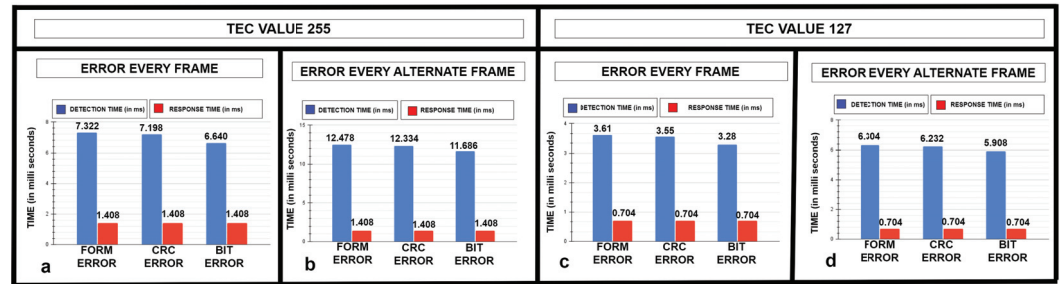 TEC VALUE 255
ERROR EVERY FRAME
DETECTION TIME (in ms) RESPONSE TIME (in ms)
TIME (in milli seconds)
8
6
4
2
0
7.322 7.198 6.640
1.408 1.408 1.408
FORM ERROR
CRC ERROR
BIT ERROR
a
ERROR EVERY ALTERNATE FRAME
DETECTION TIME (in ms) RESPONSE TIME (in ms)
TIME (in milli seconds)
15
10
5
0
12.478 12.334 11.686
1.408 1.408 1.408
FORM ERROR
CRC ERROR
BIT ERROR
b
TEC VALUE 127
ERROR EVERY FRAME
DETECTION TIME (in ms) RESPONSE TIME (in ms)
TIME (in milli seconds)
4
3
2
1
0
3.61 3.55 3.28
0.704 0.704 0.704
FORM ERROR
CRC ERROR
BIT ERROR
c
ERROR EVERY ALTERNATE FRAME
DETECTION TIME (in ms) RESPONSE TIME (in ms)
TIME (in milli seconds)
8
6
4
2
0
6.304 6.232 5.908
0.704 0.704 0.704
FORM ERROR
CRC ERROR
BIT ERROR
d